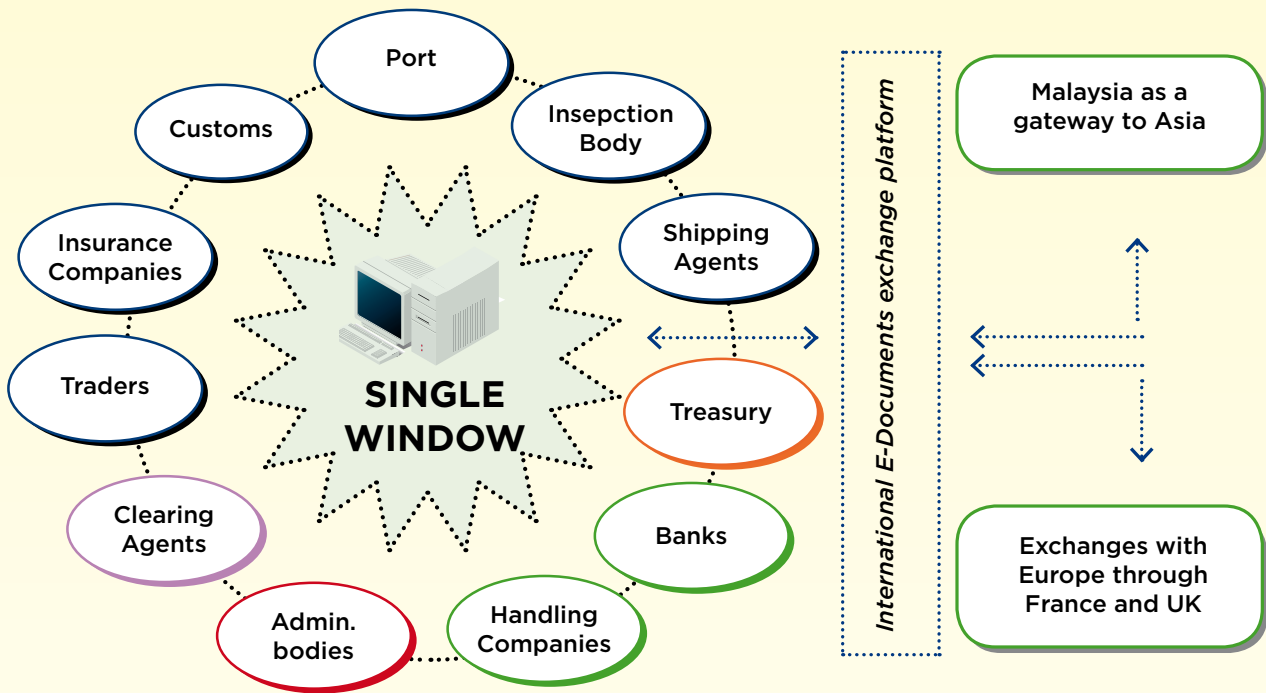 Port
Customs
Insepction
Body
Insurance
Companies
Shipping
Agents
Traders
SINGLE
WINDOW
Treasury
Clearing
Agents
Banks
Admin.
bodies
Handling
Companies
International E-Documents exchange platform
Malaysia as a
gateway to Asia
Exchanges with
Europe through
France and UK